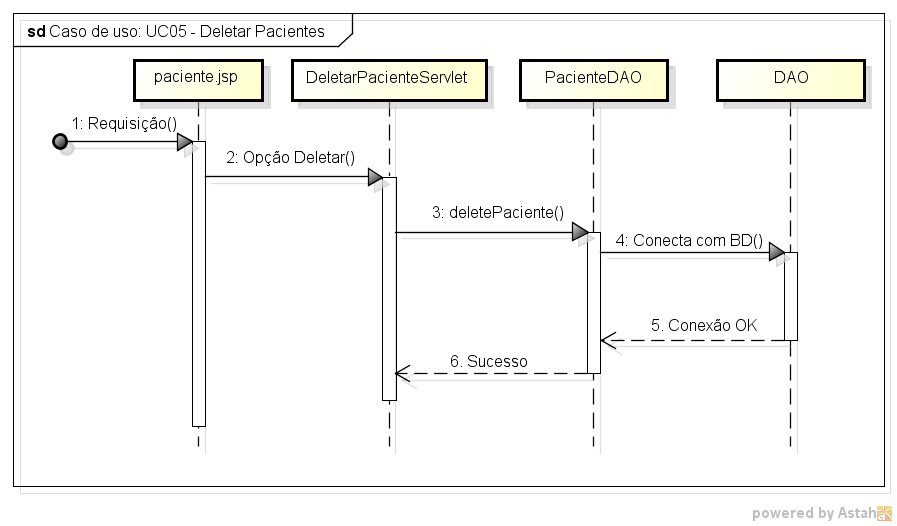 sd Caso de uso: UC05 - Deletar Pacientes
paciente.jsp
DeletarPacienteServlet
PacienteDAO
DAO
1: Requisição()
2: Opção Deletar()
3: deletePaciente()
4: Conecta com BD()
5. Conexão OK
6. Sucesso
powered by Astah